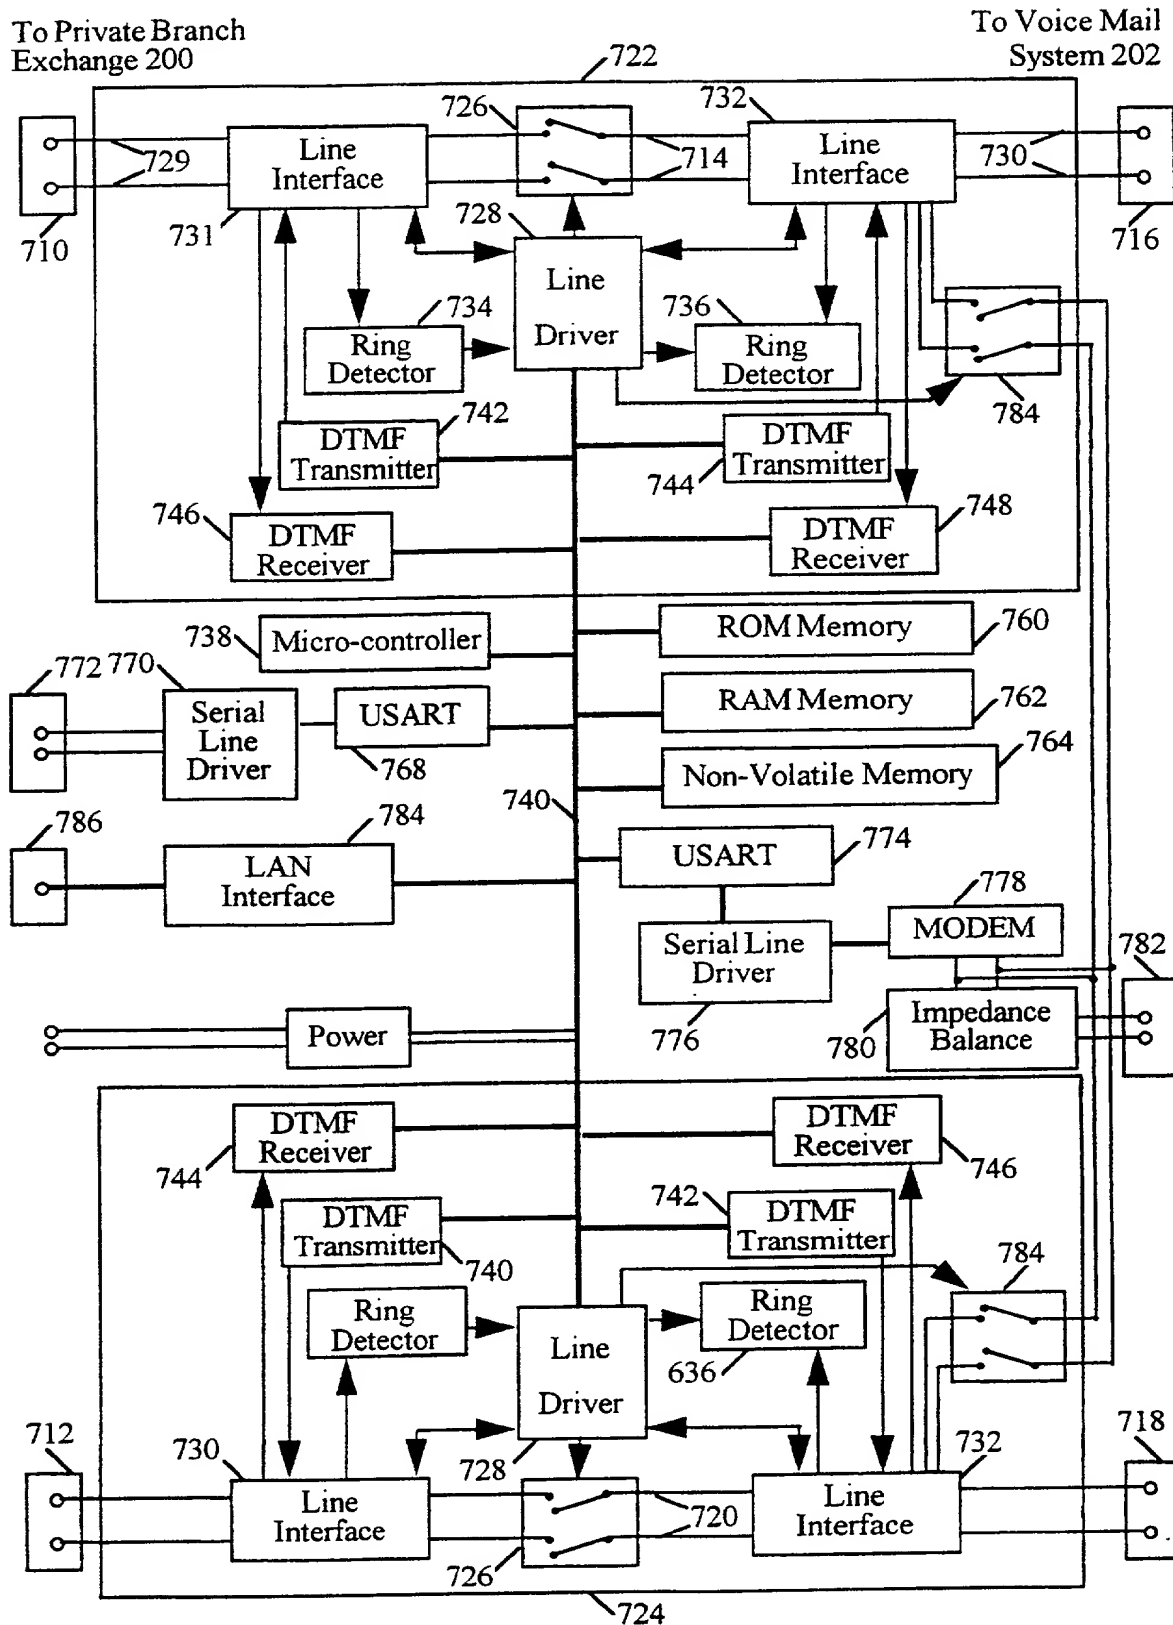 To Private Branch
Exchange 200
To Voice Mail
System 202
722
726
732
729
Line
Interface
714
Line
Interface
730
710
731
728
716
Line
Driver
734
736
Ring
Detector
Ring
Detector
784
742
DTMF
Transmitter
DTMF
Transmitter
744
746
748
DTMF
Receiver
DTMF
Receiver
738
Micro-controller
ROM Memory
760
772
770
Serial
Line
Driver
USART
768
RAM Memory
762
764
Non-Volatile Memory
740
786
784
LAN
Interface
USART
774
778
MODEM
Serial Line
Driver
776
782
Impedance
Balance
780
Power
DTMF
Receiver
744
DTMF
Receiver
746
742
DTMF
Transmitter
740
DTMF
Transmitter
784
Ring
Detector
Ring
Detector
636
Line
Driver
712
730
728
732
718
Line
Interface
720
Line
Interface
726
724